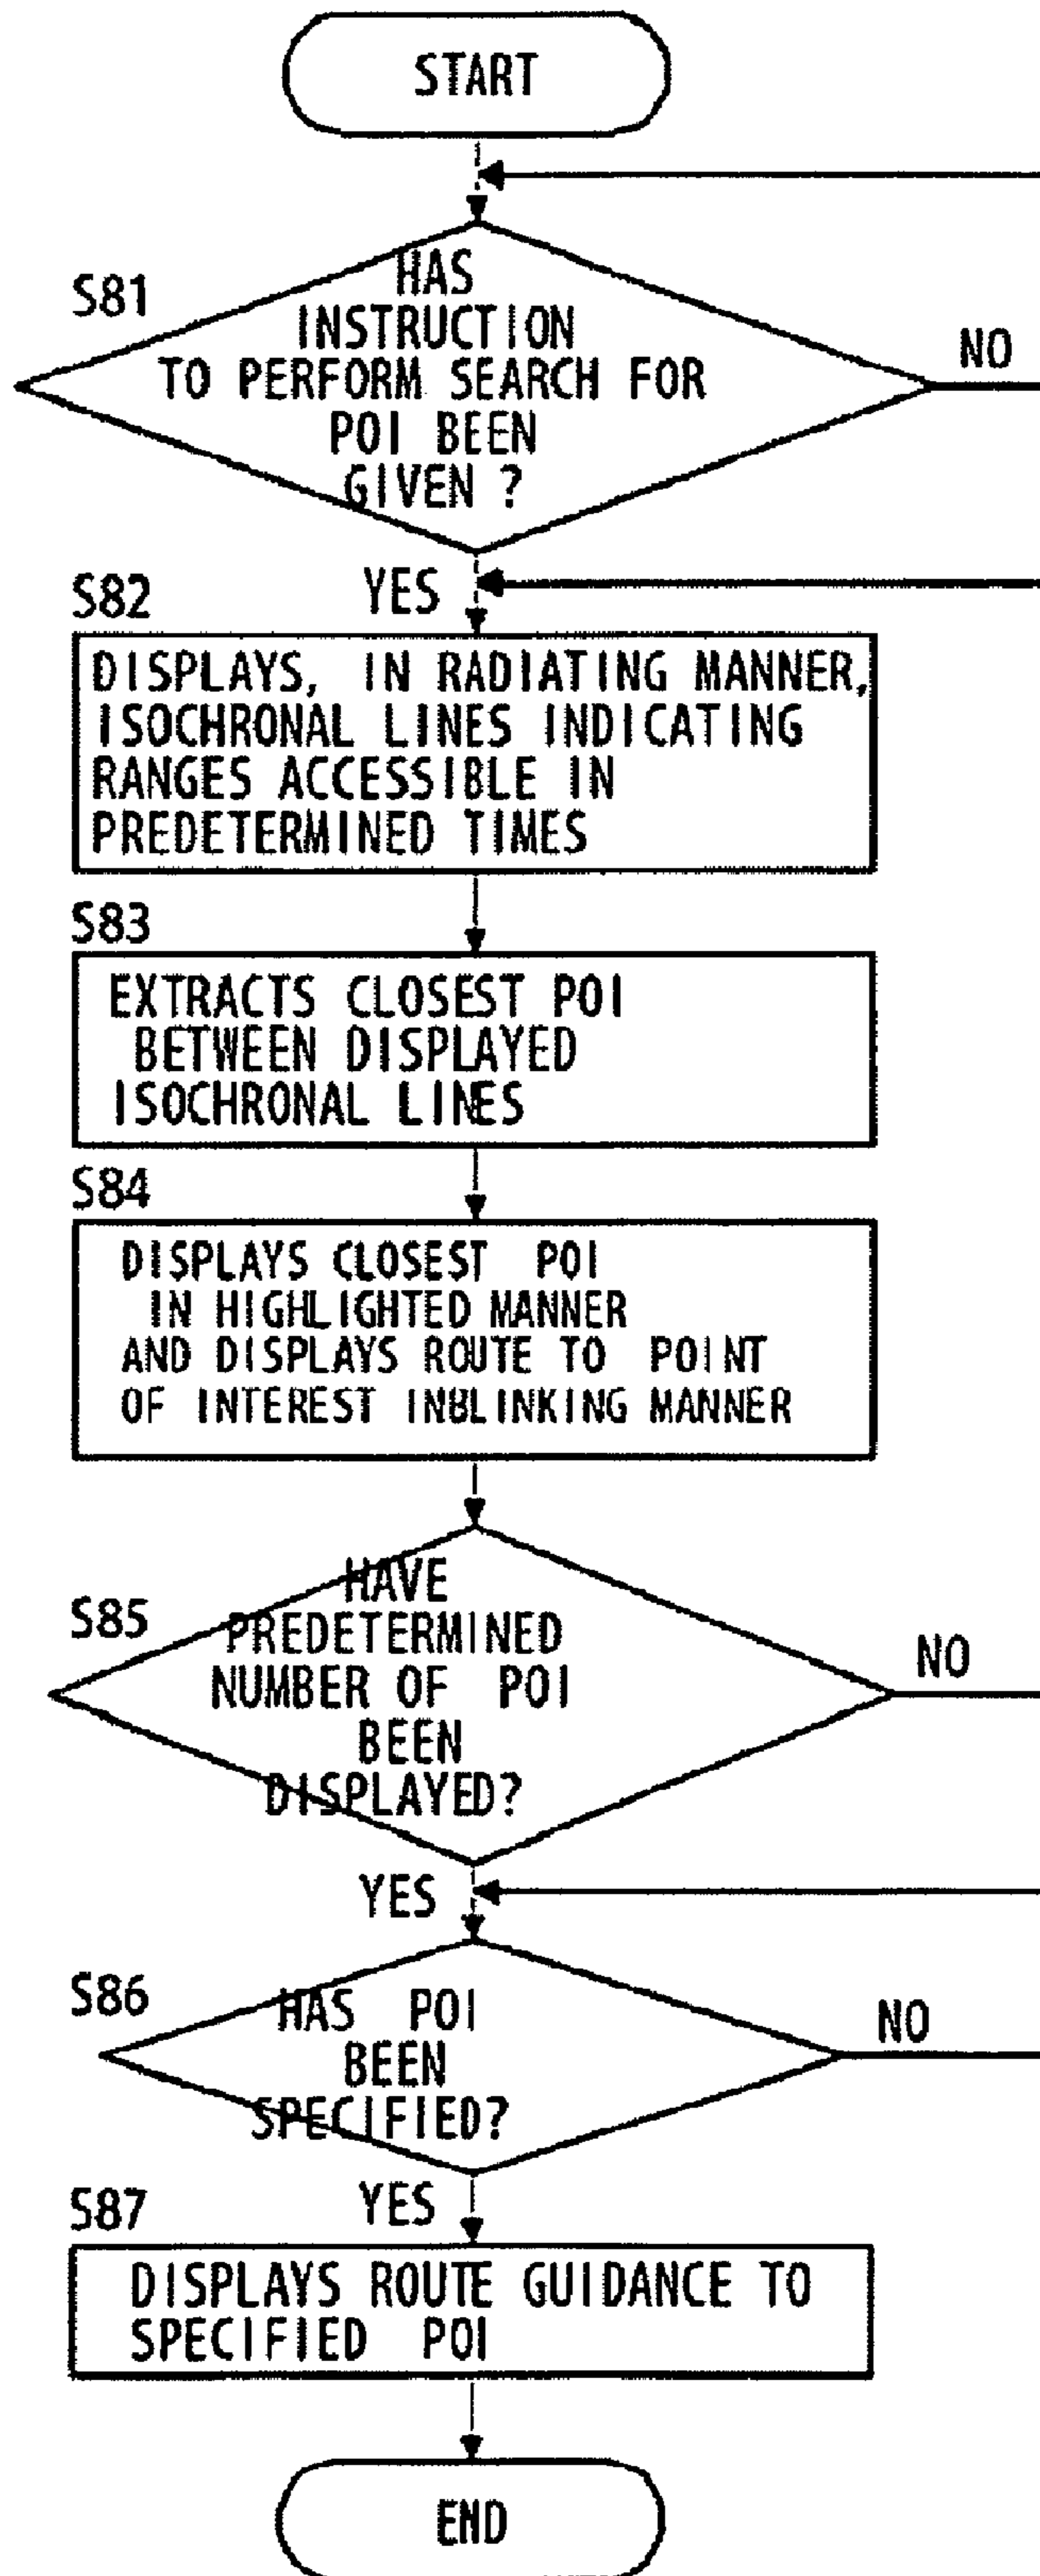 START
S81
HAS
INSTRUCTION
TO PERFORM SEARCH FOR
POI BEEN
GIVEN ?
NO
YES
S82
DISPLAYS, IN RADIATING MANNER,
ISOCHRONAL LINES INDICATING
RANGES ACCESSIBLE IN
PREDETERMINED TIMES
S83
EXTRACTS CLOSEST POI
BETWEEN DISPLAYED
ISOCHRONAL LINES
S84
DISPLAYS CLOSEST POI
IN HIGHLIGHTED MANNER
AND DISPLAYS ROUTE TO POINT
OF INTEREST INBLINKING MANNER
S85
HAVE
PREDETERMINED
NUMBER OF POI
BEEN
DISPLAYED?
NO
YES
S86
HAS POI
BEEN
SPECIFIED?
NO
YES
S87
DISPLAYS ROUTE GUIDANCE TO
SPECIFIED POI
END